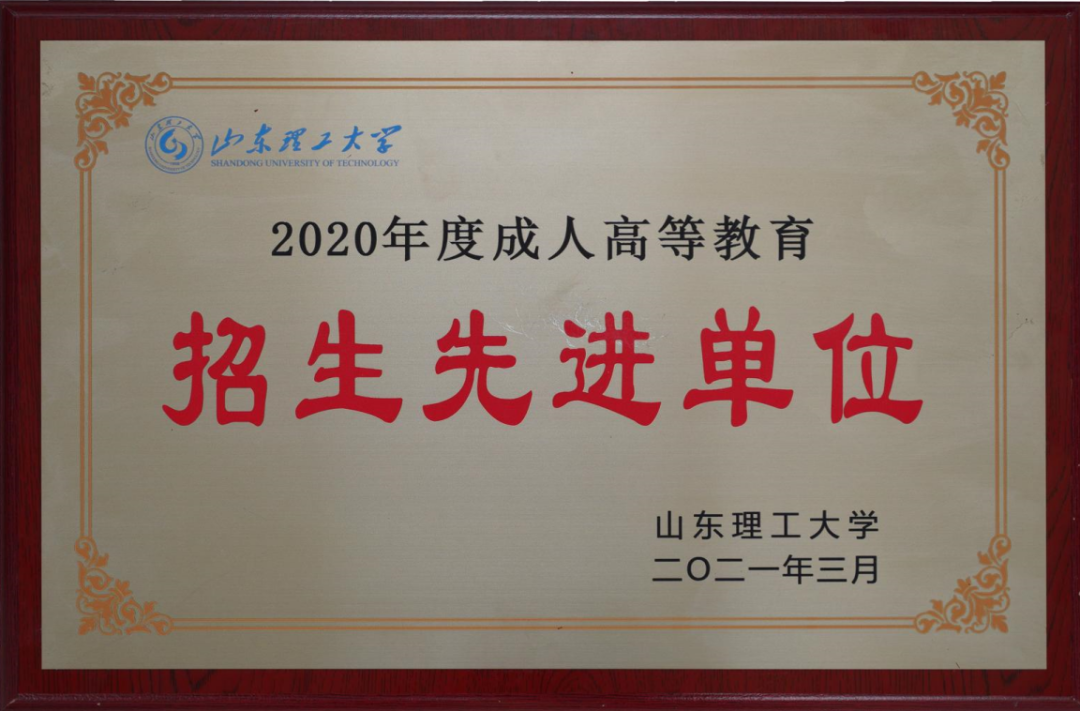 山东理工大学
SHANDONG UNIVERSITY OF TECHNOLOGY
2020年度成人高等教育
招生先进单位
山东理工大学
二〇二一年三月